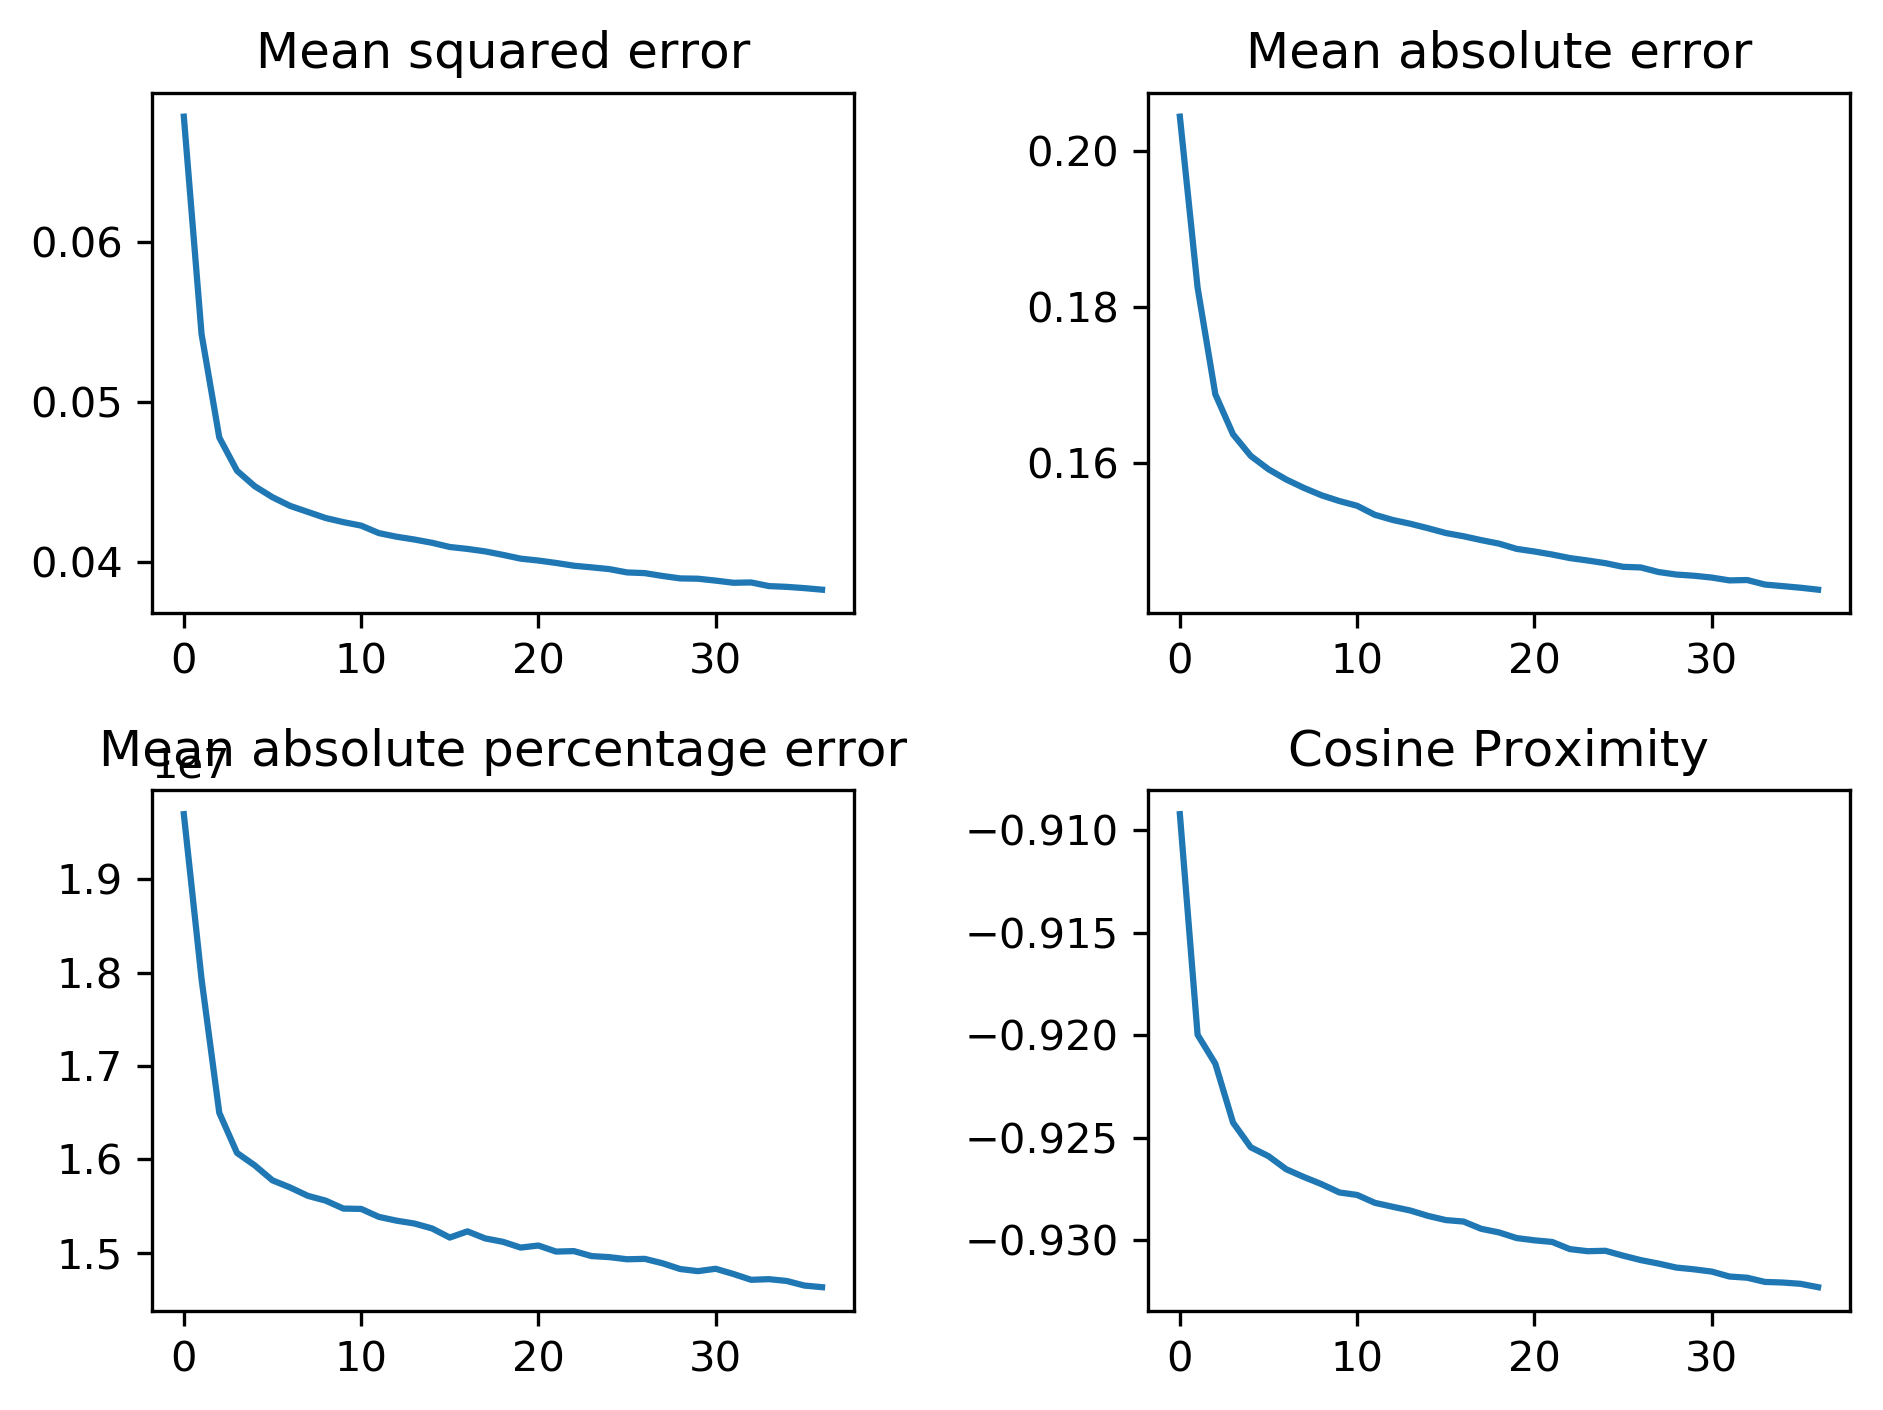 Mean squared error
0.06
0.05
0.04
0 10 20 30
Mean absolute error
0.20
0.18
0.16
0 10 20 30
Mean absolute percentage error
1e7
1.9
1.8
1.7
1.6
1.5
0 10 20 30
Cosine Proximity
−0.910
−0.915
−0.920
−0.925
−0.930
0 10 20 30